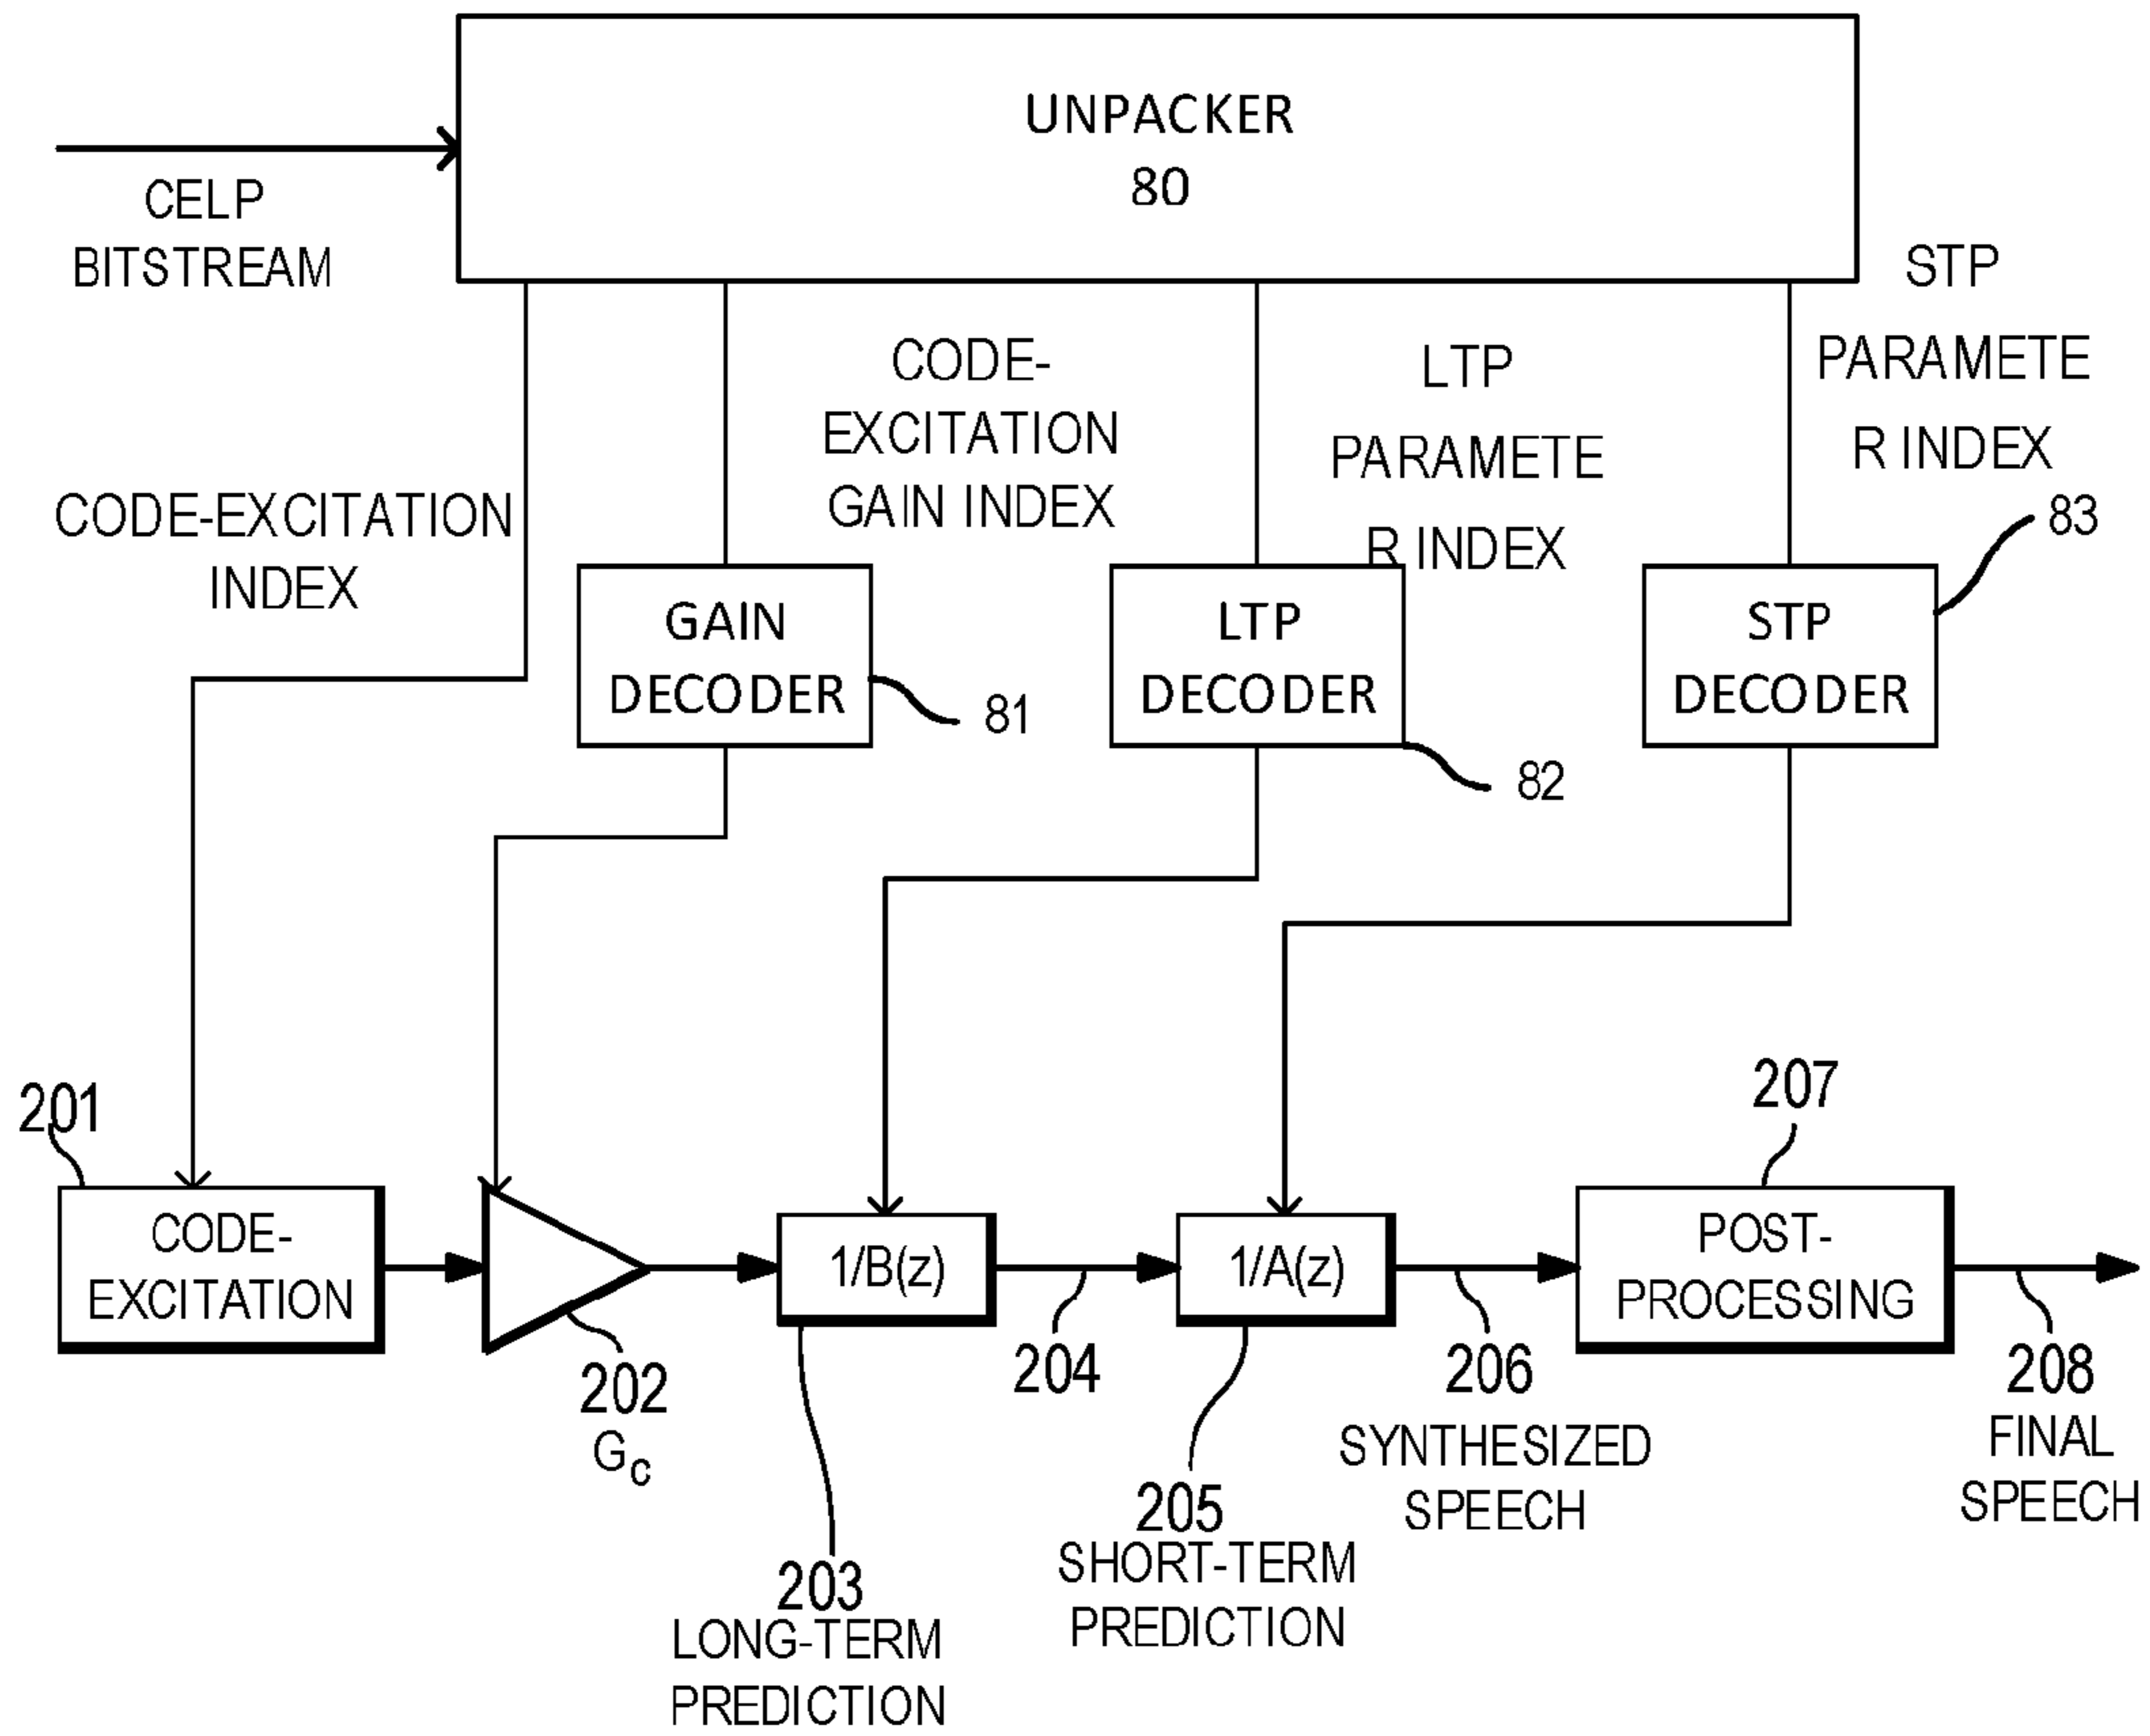 UNPACKER
80
CELP
BITSTREAM
STP
PARAMETE
R INDEX
CODE-
EXCITATION
GAIN INDEX
LTP
PARAMETE
R INDEX
CODE-EXCITATION
INDEX
83
GAIN
DECODER
81
LTP
DECODER
82
STP
DECODER
201
CODE-
EXCITATION
202
Gc
1/B(z)
203
LONG-TERM
PREDICTION
204
1/A(z)
205
SHORT-TERM
PREDICTION
206
SYNTHESIZED
SPEECH
207
POST-
PROCESSING
208
FINAL
SPEECH